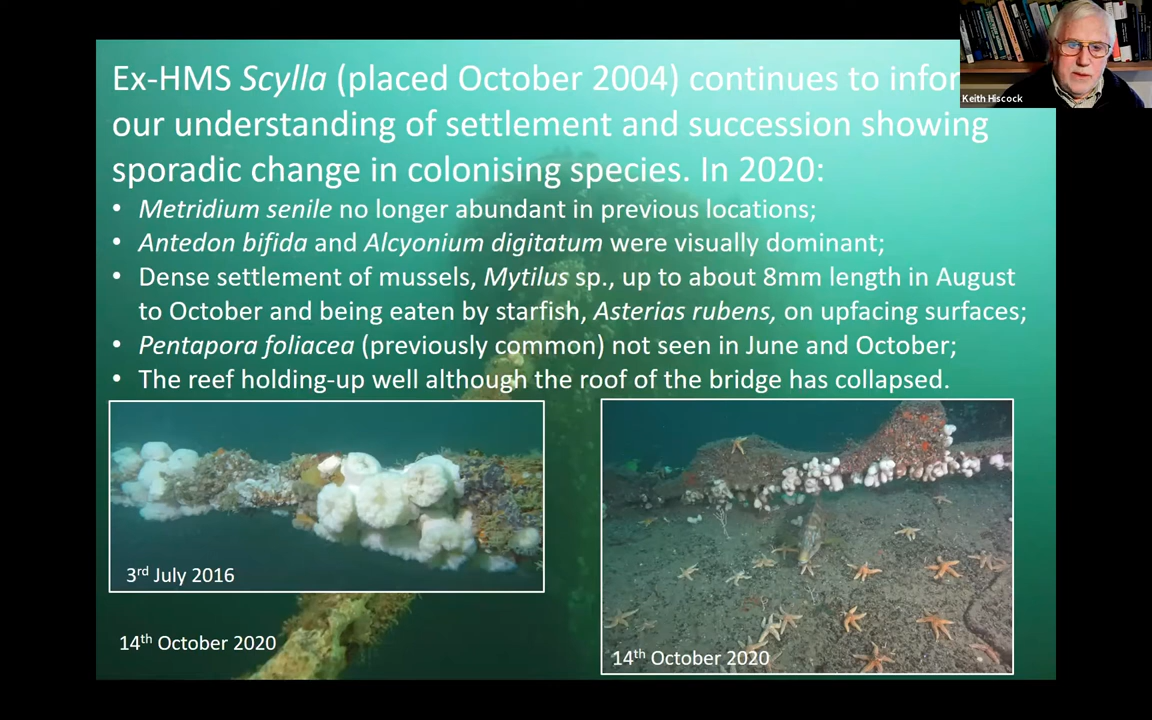 Ex-HMS Scylla (placed October 2004) continues to
our understanding of settlement and succession showing
sporadic change in colonising species. In 2020:
• Metridium senile no longer abundant in previous locations;
• Antedon bifida and Alcyonium digitatum were visually dominant;
• Dense settlement of mussels, Mytilus sp., up to about 8mm length in August
to October and being eaten by starfish, Asterias rubens, on upfacing surfaces;
• Pentapora foliacea (previously common) not seen in June and October;
• The reef holding-up well although the roof of the bridge has collapsed.
3rd July 2016
14th October 2020
14th October 2020
Keith Hiscock